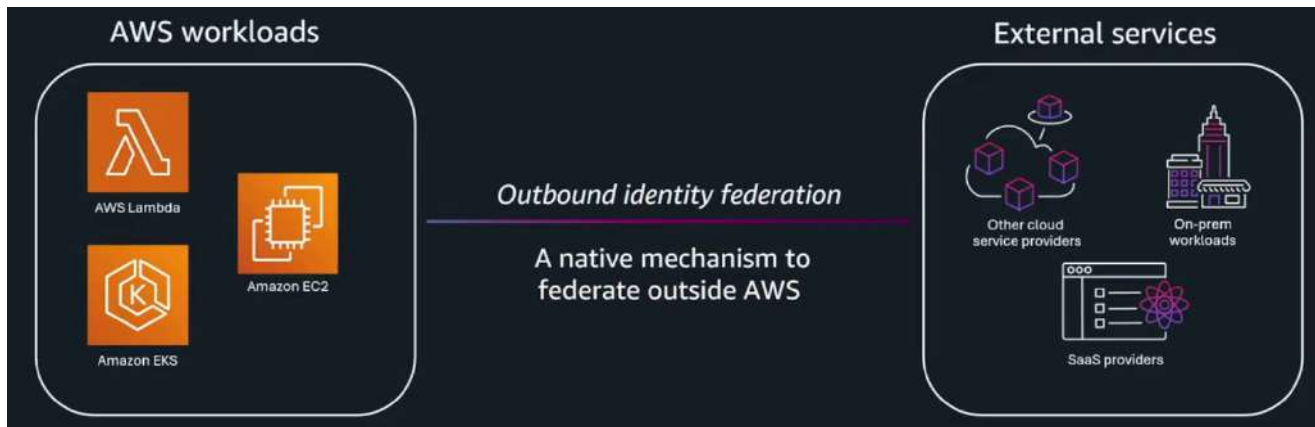 AWS workloads
AWS Lambda
Amazon EC2
Amazon EKS
Outbound identity federation
A native mechanism to
federate outside AWS
External services
Other cloud
service providers
On-prem
workloads
SaaS providers